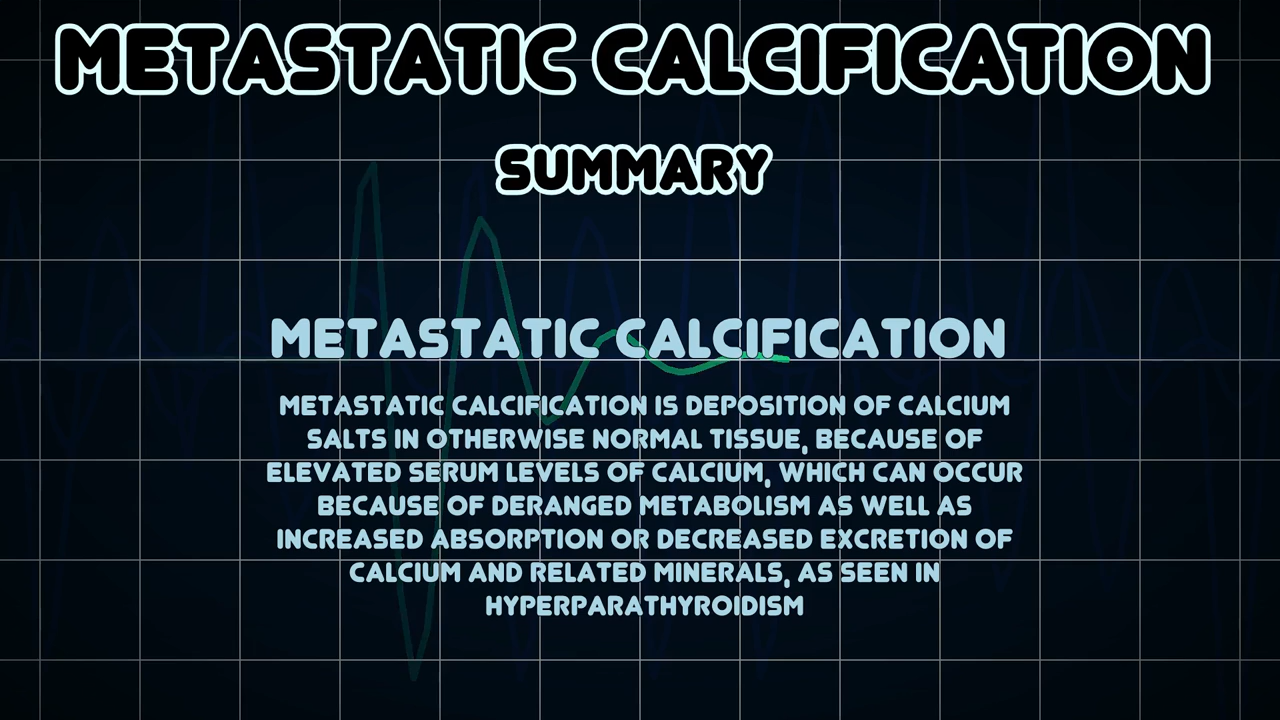 METASTATIC CALCIFICATION
SUMMARY
METASTATIC CALCIFICATION
METASTATIC CALCIFICATION IS DEPOSITION OF CALCIUM
SALTS IN OTHERWISE NORMAL TISSUE, BECAUSE OF
ELEVATED SERUM LEVELS OF CALCIUM, WHICH CAN OCCUR
BECAUSE OF DERANGED METABOLISM AS WELL AS
INCREASED ABSORPTION OR DECREASED EXCRETION OF
CALCIUM AND RELATED MINERALS, AS SEEN IN
HYPERPARATHYROIDISM